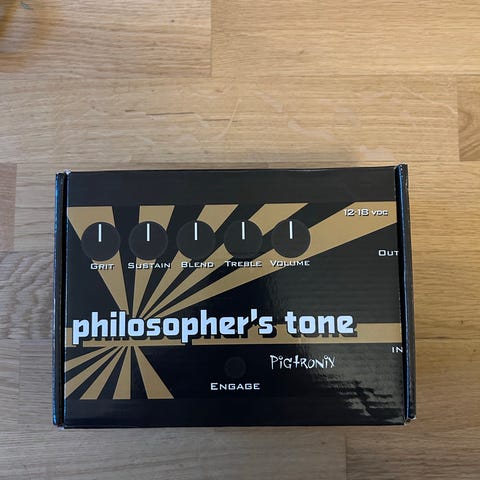 12-18 VDC
OUT
GRIT SUSTAIN BLEND TREBLE VOLUME
philosopher's tone
IN
PigtroniX
ENGAGE